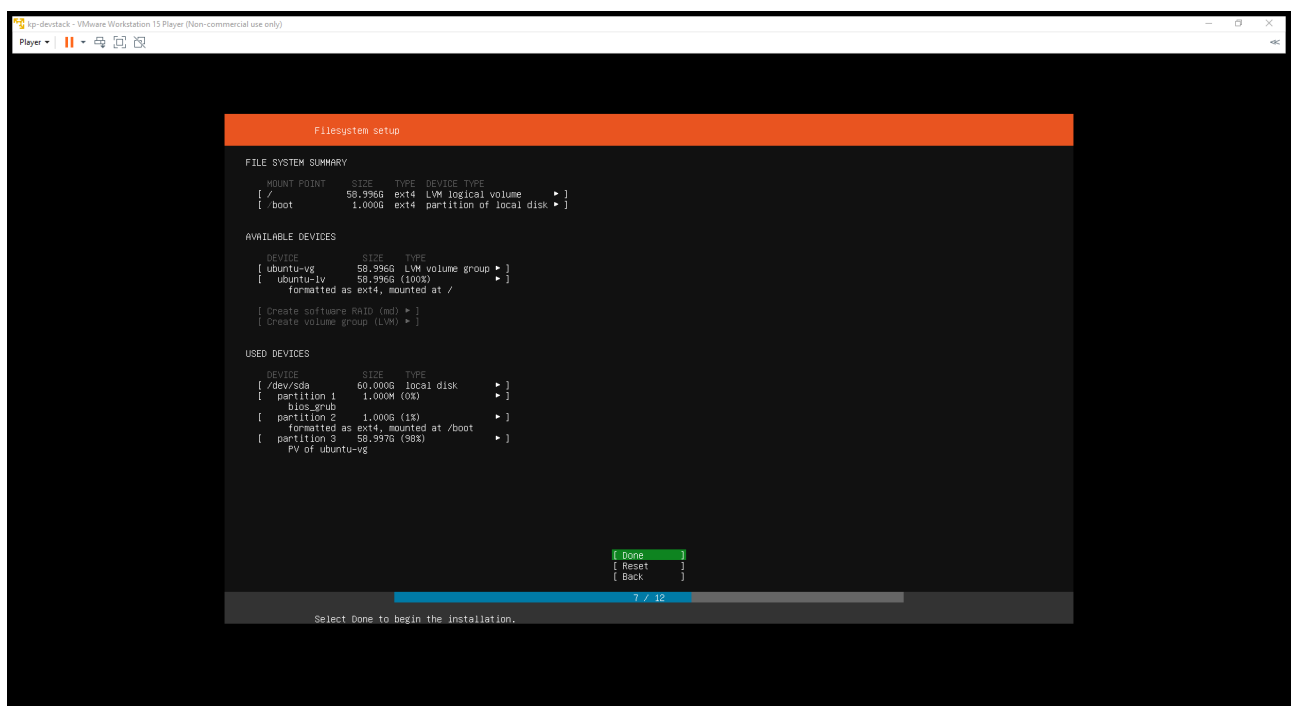 kp-devstack - VMware Workstation 15 Player (Non-commercial use only)
Player
Filesystem setup
FILE SYSTEM SUMMARY
MOUNT POINT SIZE TYPE DEVICE TYPE
[ / 58.996G ext4 LVM logical volume ▸ ]
[ /boot 1.000G ext4 partition of local disk ▸ ]
AVAILABLE DEVICES
DEVICE SIZE TYPE
[ ubuntu-vg 58.996G LVM volume group ▸ ]
[ ubuntu-lv 58.996G (100%) ▸ ]
formatted as ext4, mounted at /
[ Create software RAID (md) ▸ ]
[ Create volume group (LVM) ▸ ]
USED DEVICES
DEVICE SIZE TYPE
[ /dev/sda 60.000G local disk ▸ ]
[ partition 1 1.000M (0%) ▸ ]
bios_grub
[ partition 2 1.000G (1%) ▸ ]
formatted as ext4, mounted at /boot
[ partition 3 58.997G (98%) ▸ ]
PV of ubuntu-vg
[ Done ]
[ Reset ]
[ Back ]
7 / 12
Select Done to begin the installation.